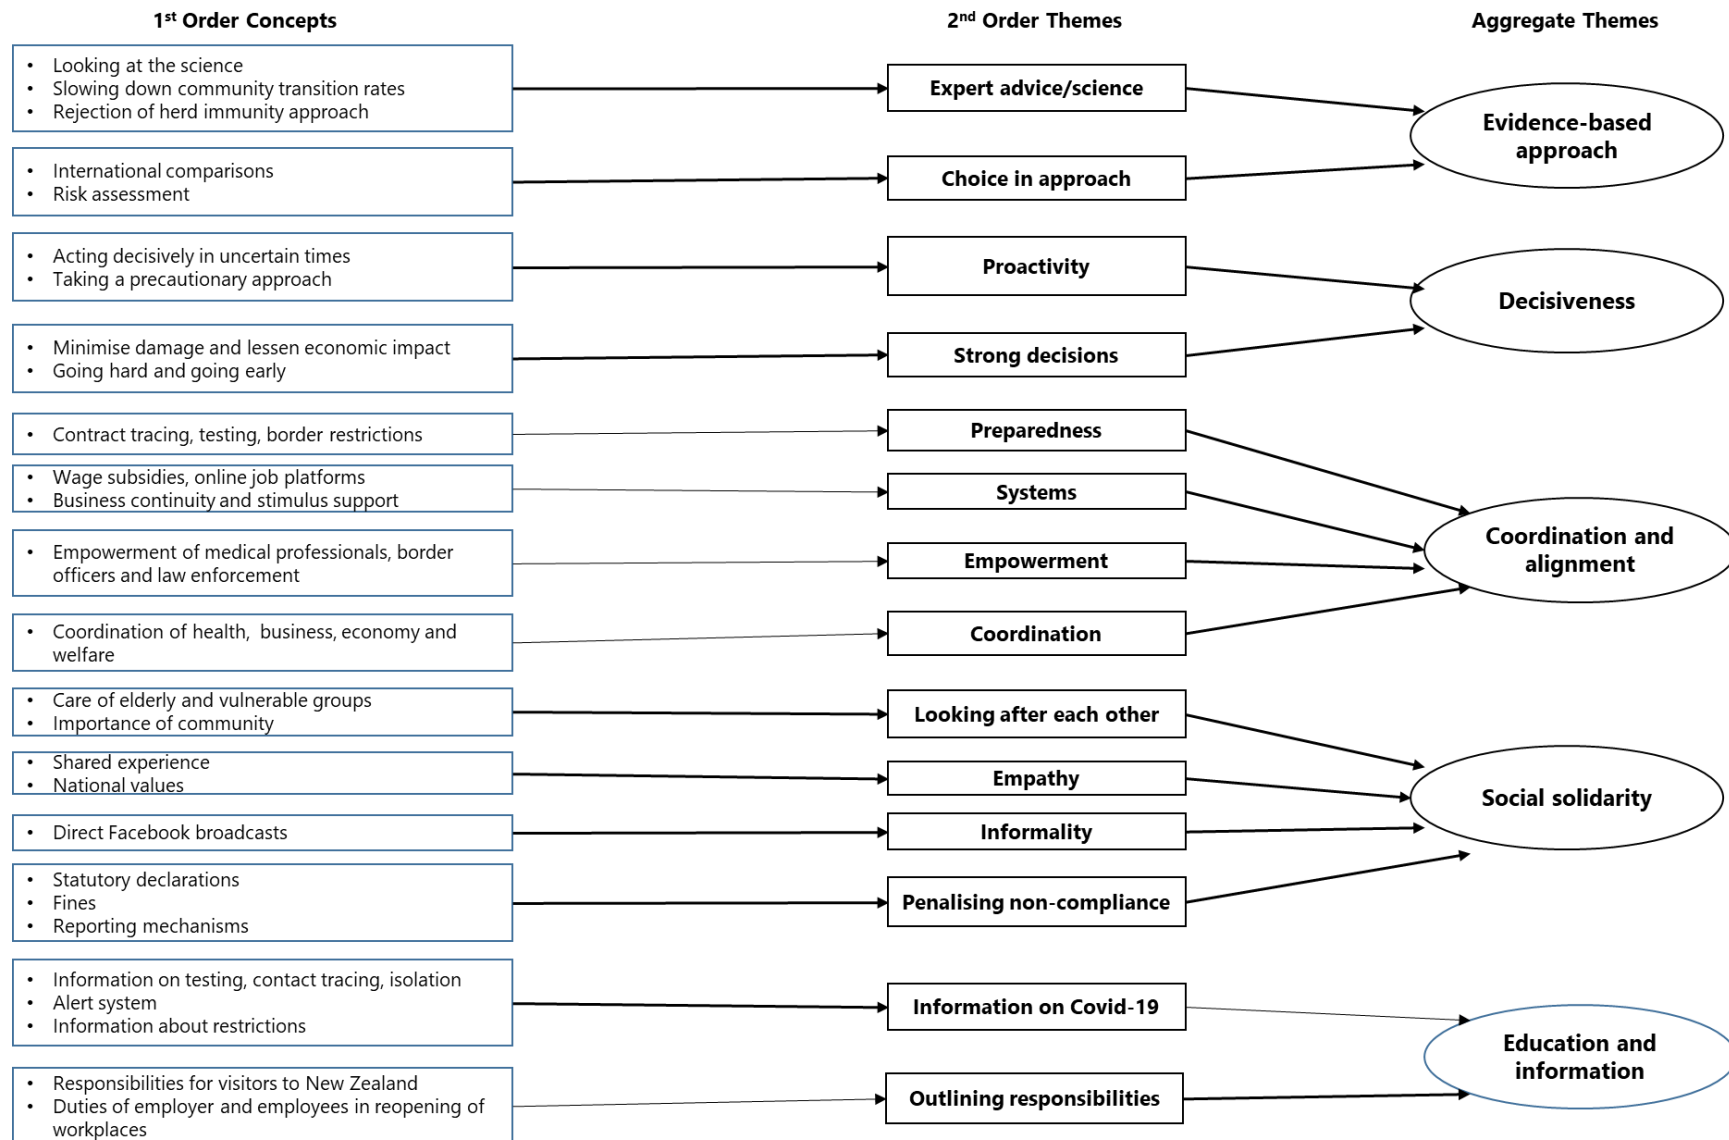 1st Order Concepts
2nd Order Themes
Aggregate Themes
• Looking at the science
• Slowing down community transition rates
• Rejection of herd immunity approach
Expert advice/science
Evidence-based
approach
• International comparisons
• Risk assessment
Choice in approach
• Acting decisively in uncertain times
• Taking a precautionary approach
Proactivity
Decisiveness
• Minimise damage and lessen economic impact
• Going hard and going early
Strong decisions
• Contract tracing, testing, border restrictions
Preparedness
• Wage subsidies, online job platforms
• Business continuity and stimulus support
Systems
Coordination and
alignment
• Empowerment of medical professionals, border
officers and law enforcement
Empowerment
• Coordination of health, business, economy and
welfare
Coordination
• Care of elderly and vulnerable groups
• Importance of community
Looking after each other
• Shared experience
• National values
Empathy
Social solidarity
• Direct Facebook broadcasts
Informality
• Statutory declarations
• Fines
• Reporting mechanisms
Penalising non-compliance
• Information on testing, contact tracing, isolation
• Alert system
• Information about restrictions
Information on Covid-19
Education and
information
• Responsibilities for visitors to New Zealand
• Duties of employer and employees in reopening of
workplaces
Outlining responsibilities